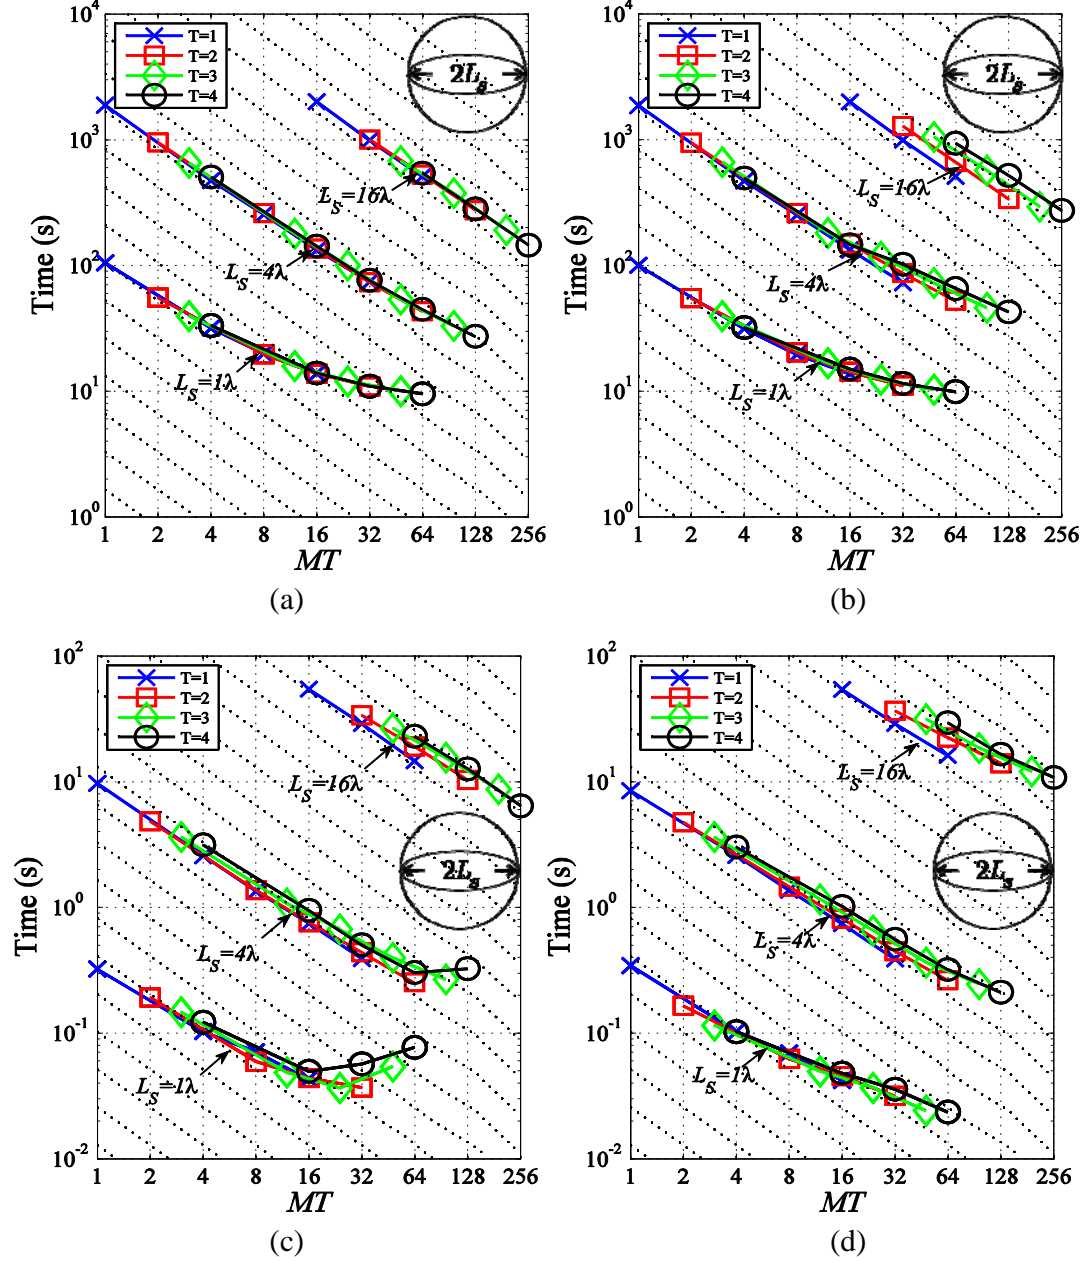 10^4
10^3
10^2
10^1
10^0
Time (s)
T=1
T=2
T=3
T=4
2L_s
L_S=16λ
L_S=4λ
L_S=1λ
1 2 4 8 16 32 64 128 256
MT
(a)
10^4
10^3
10^2
10^1
10^0
Time (s)
T=1
T=2
T=3
T=4
2L_s
L_S=16λ
L_S=4λ
L_S=1λ
1 2 4 8 16 32 64 128 256
MT
(b)
10^2
10^1
10^0
10^-1
10^-2
Time (s)
T=1
T=2
T=3
T=4
L_S=16λ
2L_s
L_S=4λ
L_S=1λ
1 2 4 8 16 32 64 128 256
MT
(c)
10^2
10^1
10^0
10^-1
10^-2
Time (s)
T=1
T=2
T=3
T=4
L_S=16λ
2L_s
L_S=4λ
L_S=1λ
1 2 4 8 16 32 64 128 256
MT
(d)